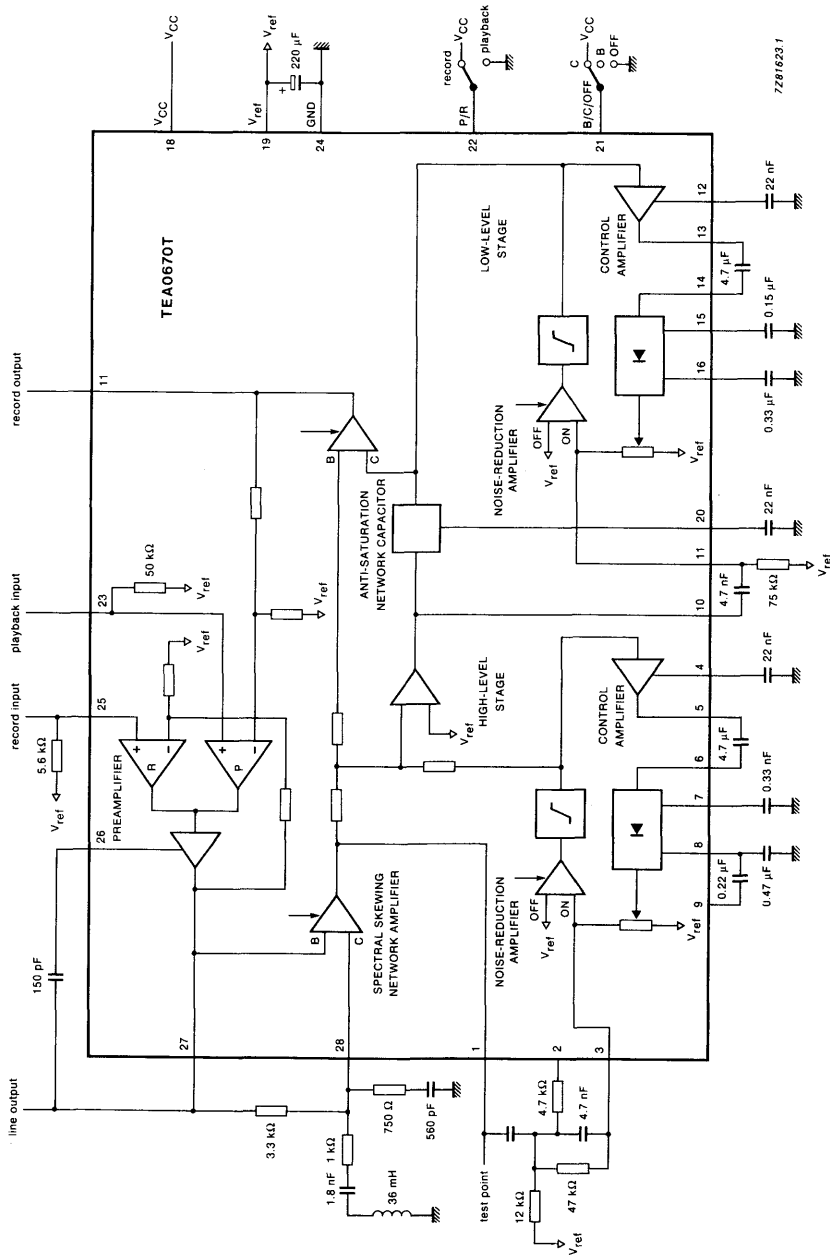 record output
playback input
record input
line output
11
23
25
50 kΩ
Vref
5.6 kΩ
Vref
Vref
PREAMPLIFIER
R
+
−
P
+
−
26
150 pF
27
28
3.3 kΩ
1 kΩ
1.8 nF
36 mH
750 Ω
560 pF
Vref
TEA0670T
VCC
18
VCC
Vref
19
Vref
+
220 µF
GND
24
record
VCC
playback
P/R
22
C
VCC
B
OFF
B/C/OFF
21
B
C
SPECTRAL SKEWING
NETWORK AMPLIFIER
B
C
ANTI-SATURATION
NETWORK CAPACITOR
HIGH-LEVEL
STAGE
Vref
LOW-LEVEL
STAGE
NOISE-REDUCTION
AMPLIFIER
OFF
ON
Vref
CONTROL
AMPLIFIER
Vref
NOISE-REDUCTION
AMPLIFIER
OFF
ON
Vref
CONTROL
AMPLIFIER
Vref
test point
1
2
3
4.7 kΩ
4.7 nF
12 kΩ
47 kΩ
Vref
9
8
7
6
5
4
0.22 µF
0.47 µF
0.33 nF
4.7 µF
22 nF
10
11
20
4.7 nF
75 kΩ
Vref
22 nF
16
15
14
13
12
0.33 µF
0.15 µF
4.7 µF
22 nF
7Z81623.1